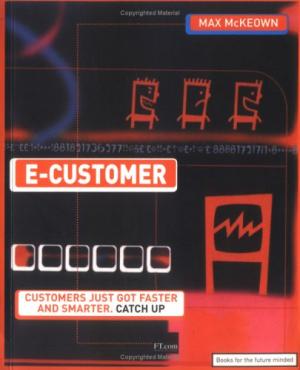 Copyrighted Material
MAX McKEOWN
E-CUSTOMER
CUSTOMERS JUST GOT FASTER
AND SMARTER. CATCH UP
FT.com
Books for the future minded
Copyrighted Material